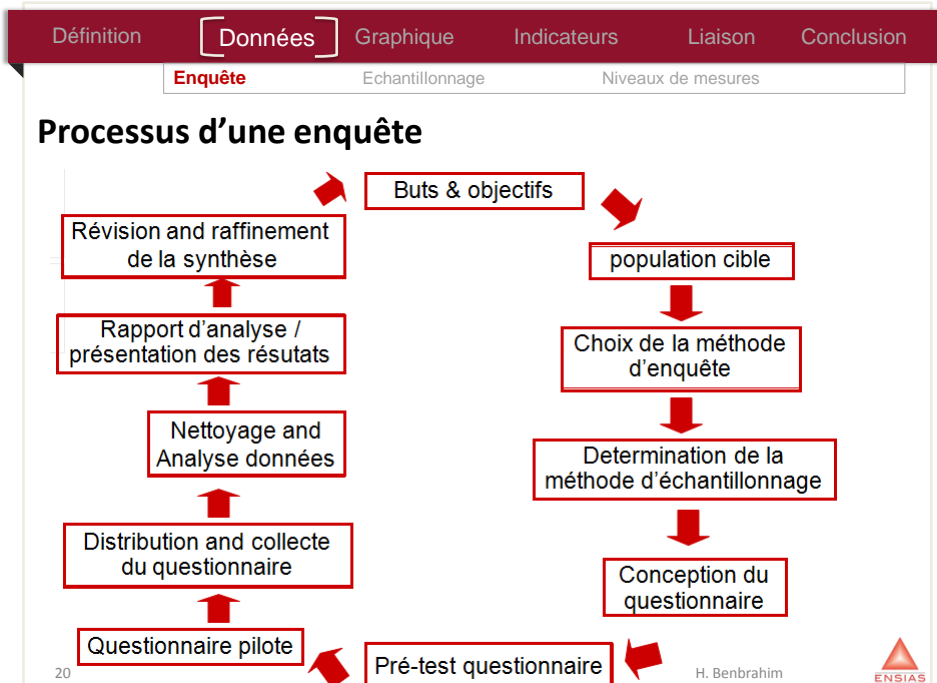 Définition Données Graphique Indicateurs Liaison Conclusion
Enquête Echantillonnage Niveaux de mesures
Processus d’une enquête
Buts & objectifs
population cible
Choix de la méthode
d’enquête
Determination de la
méthode d’échantillonnage
Conception du
questionnaire
Pré-test questionnaire
Questionnaire pilote
Distribution and collecte
du questionnaire
Nettoyage and
Analyse données
Rapport d’analyse /
présentation des résutats
Révision and raffinement
de la synthèse
20
H. Benbrahim
ENSIAS